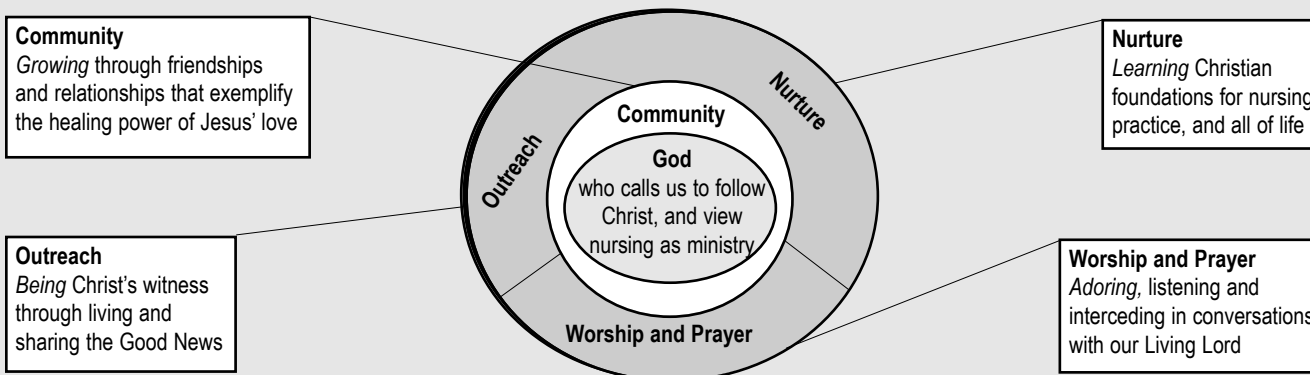 Community
Growing through friendships
and relationships that exemplify
the healing power of Jesus’ love
Outreach
Being Christ’s witness
through living and
sharing the Good News
Outreach
Nurture
Community
God
who calls us to follow
Christ, and view
nursing as ministry
Worship and Prayer
Nurture
Learning Christian
foundations for nursing
practice, and all of life
Worship and Prayer
Adoring, listening and
interceding in conversations
with our Living Lord